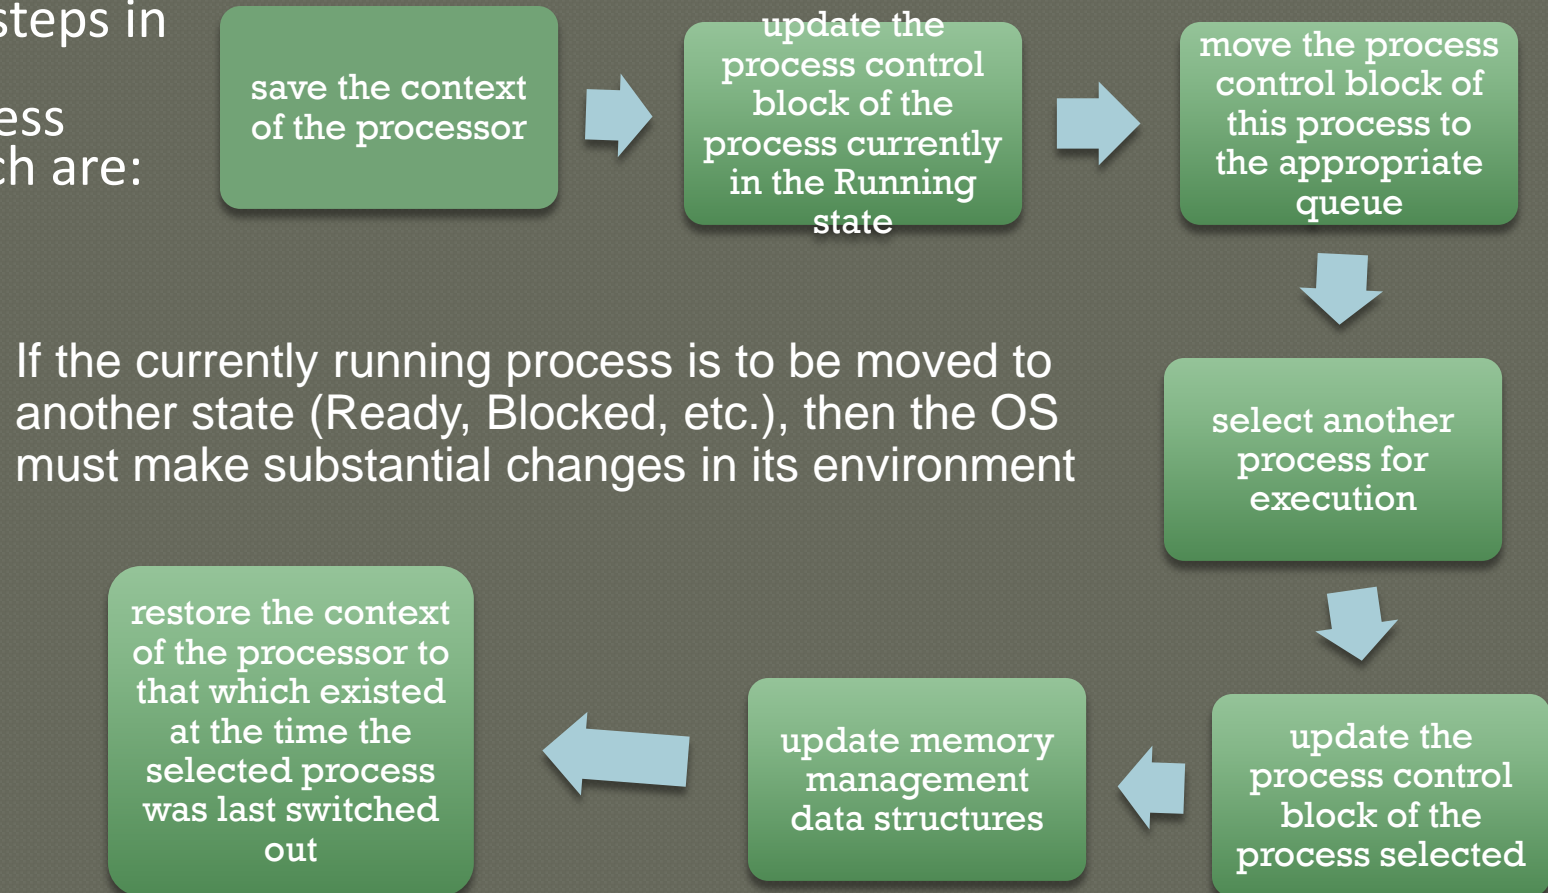 steps in
ess
ch are:
save the context
of the processor
update the
process control
block of the
process currently
in the Running
state
move the process
control block of
this process to
the appropriate
queue
If the currently running process is to be moved to
another state (Ready, Blocked, etc.), then the OS
must make substantial changes in its environment
select another
process for
execution
update the
process control
block of the
process selected
update memory
management
data structures
restore the context
of the processor to
that which existed
at the time the
selected process
was last switched
out